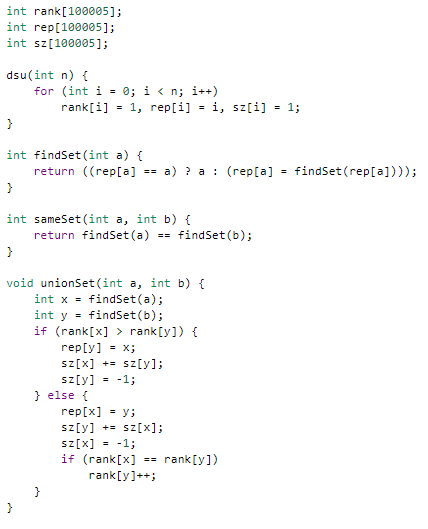 int rank[100005];
int rep[100005];
int sz[100005];

dsu(int n) {
    for (int i = 0; i < n; i++)
        rank[i] = 1, rep[i] = i, sz[i] = 1;
}

int findSet(int a) {
    return ((rep[a] == a) ? a : (rep[a] = findSet(rep[a])));
}

int sameSet(int a, int b) {
    return findSet(a) == findSet(b);
}

void unionSet(int a, int b) {
    int x = findSet(a);
    int y = findSet(b);
    if (rank[x] > rank[y]) {
        rep[y] = x;
        sz[x] += sz[y];
        sz[y] = -1;
    } else {
        rep[x] = y;
        sz[y] += sz[x];
        sz[x] = -1;
        if (rank[x] == rank[y])
            rank[y]++;
    }
}